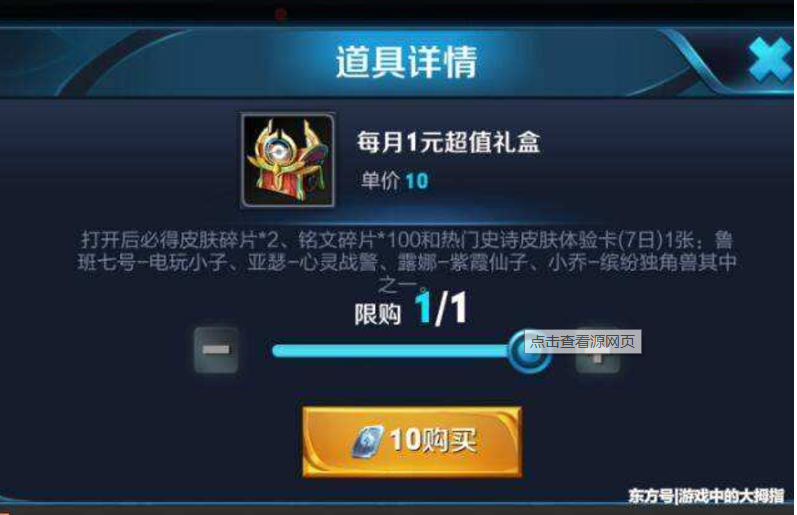 道具详情
每月1元超值礼盒
单价 10
打开后必得皮肤碎片*2、铭文碎片*100和热门史诗皮肤体验卡(7日)1张：鲁
班七号-电玩小子、亚瑟-心灵战警、露娜-紫霞仙子、小乔-缤纷独角兽其中
之一。
限购 1/1
点击查看源网页
10购买
东方号|游戏中的大拇指